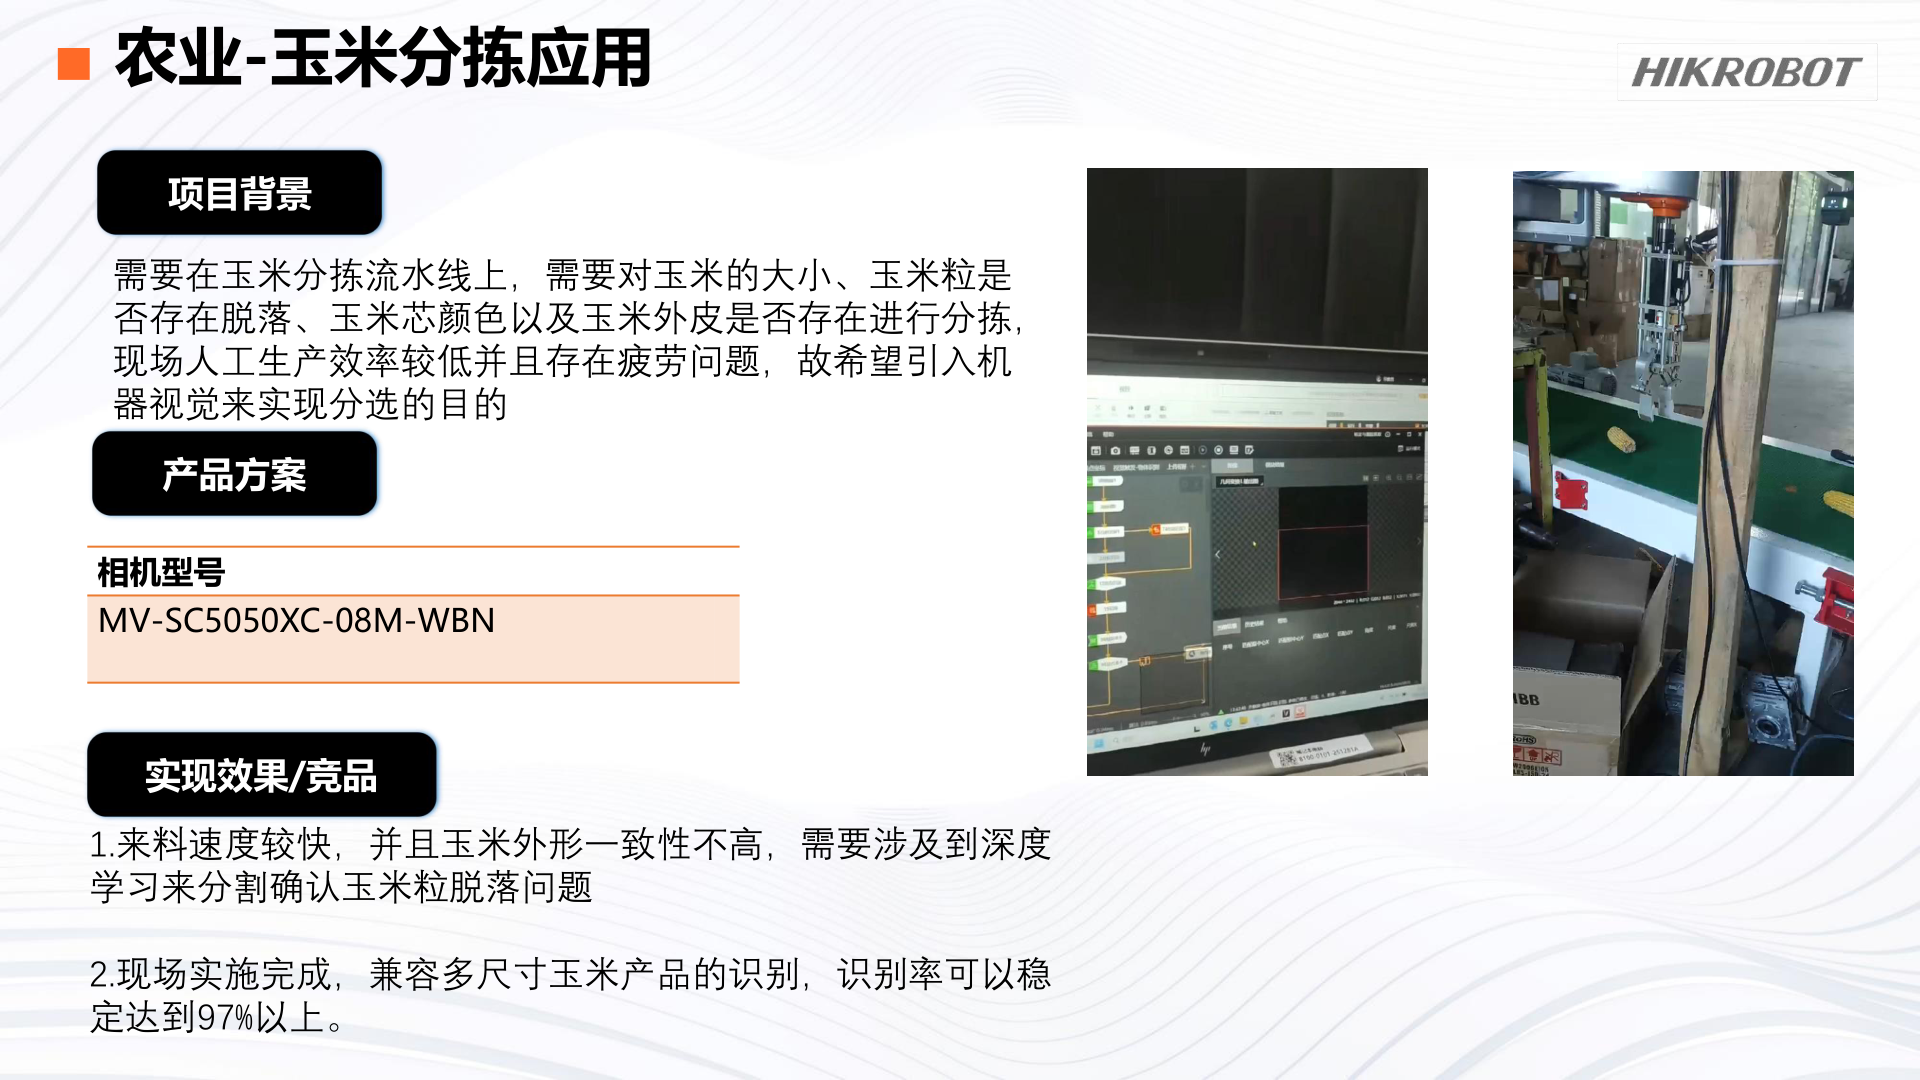 农业-玉米分拣应用
HIKROBOT
项目背景
需要在玉米分拣流水线上，需要对玉米的大小、玉米粒是
否存在脱落、玉米芯颜色以及玉米外皮是否存在进行分拣，
现场人工生产效率较低并且存在疲劳问题，故希望引入机
器视觉来实现分选的目的
产品方案
相机型号
MV-SC5050XC-08M-WBN
实现效果/竞品
1.来料速度较快，并且玉米外形一致性不高，需要涉及到深度
学习来分割确认玉米粒脱落问题
2.现场实施完成，兼容多尺寸玉米产品的识别，识别率可以稳
定达到97%以上。
hp